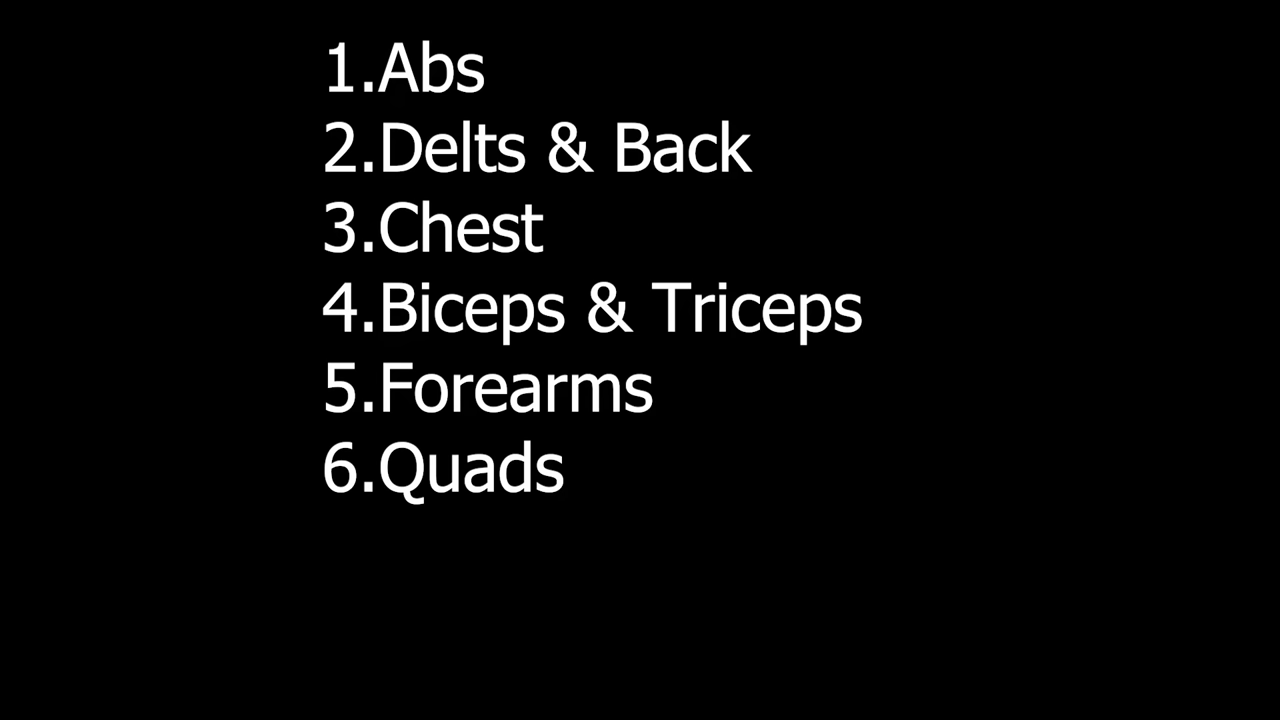 1.Abs
2.Delts & Back
3.Chest
4.Biceps & Triceps
5.Forearms
6.Quads